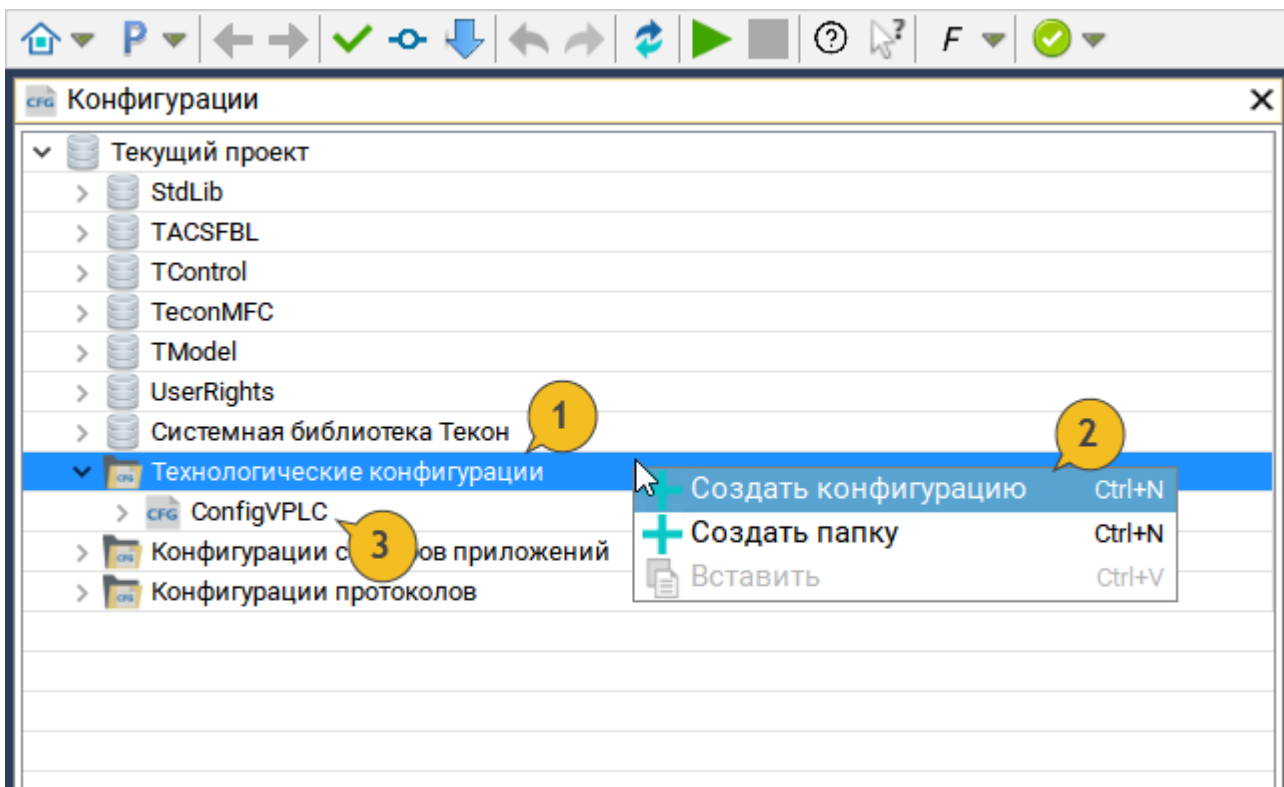 P F
CFG Конфигурации
Текущий проект
StdLib
TACSFBL
TControl
TeconMFC
TModel
UserRights
1
Системная библиотека Текон
2
Технологические конфигурации
Создать конфигурацию Ctrl+N
CFG ConfigVPLC
Создать папку Ctrl+N
3
Конфигурации приложений
Вставить Ctrl+V
Конфигурации протоколов